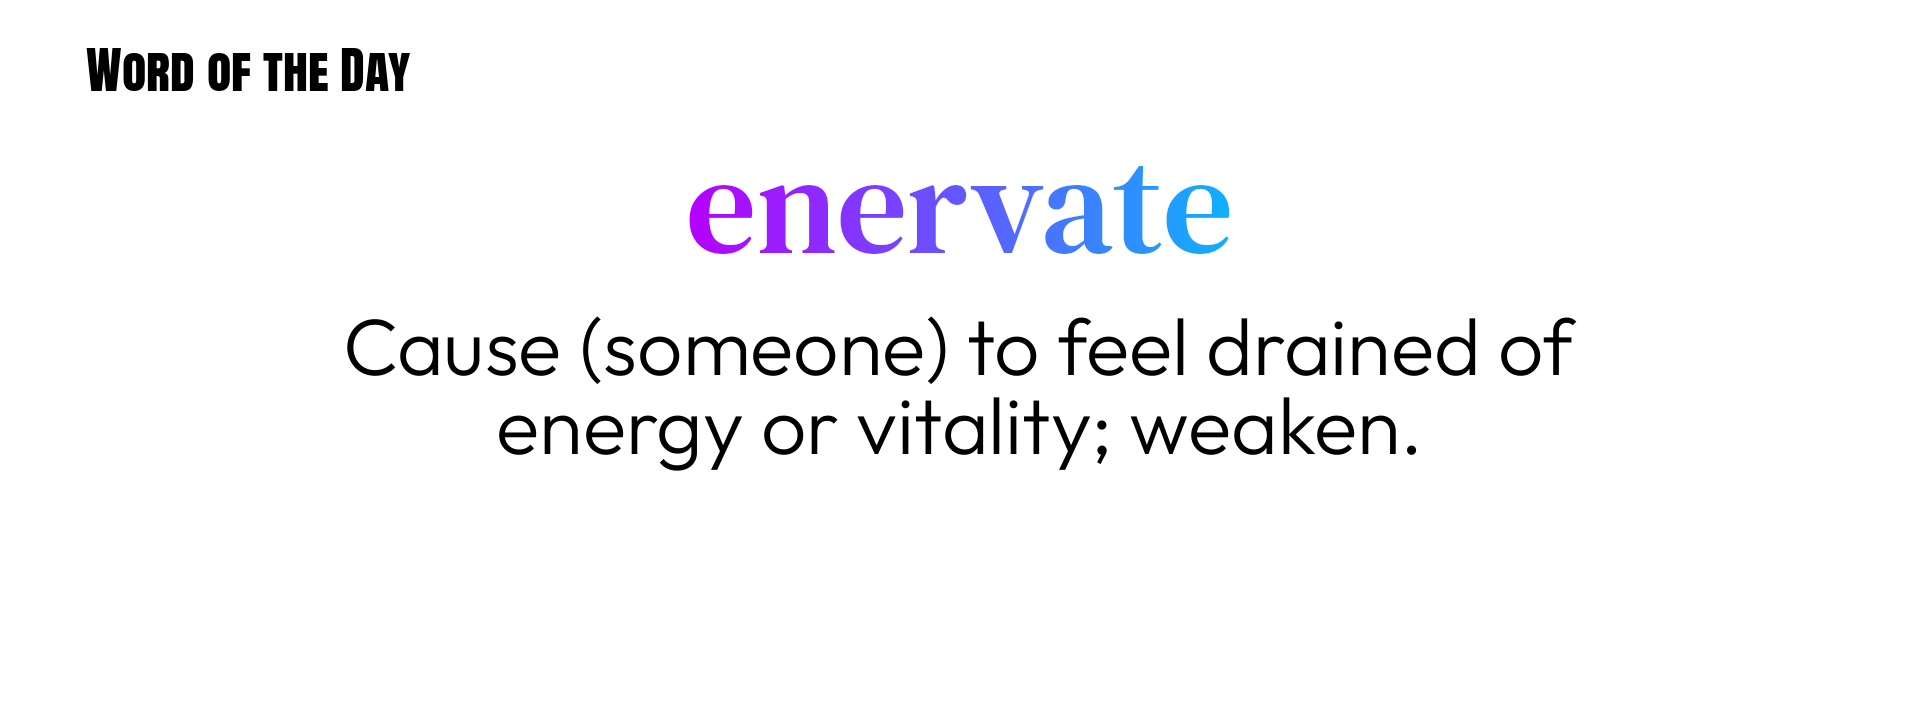 Word of the Day
enervate
Cause (someone) to feel drained of
energy or vitality; weaken.